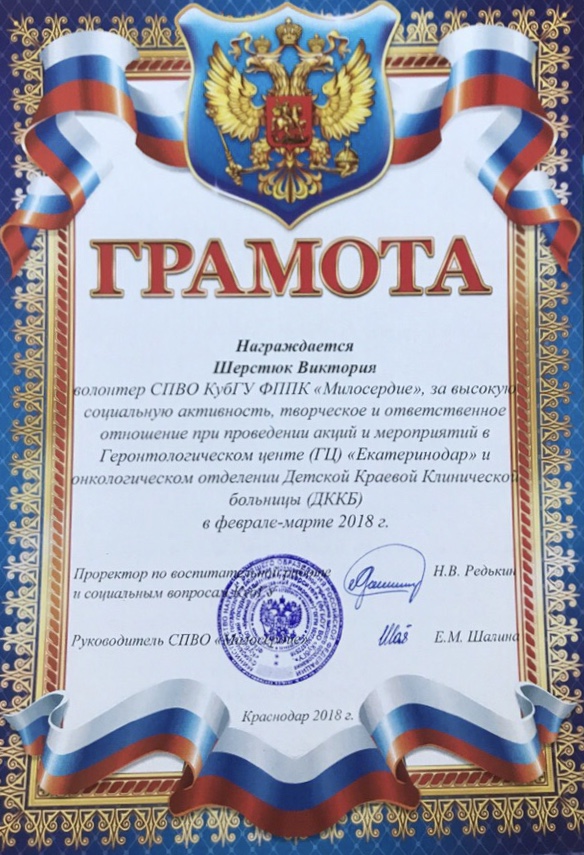 ГРАМОТА
Награждается
Шерстюк Виктория
волонтер СПВО КубГУ ФППК «Милосердие», за высокую
социальную активность, творческое и ответственное
отношение при проведении акций и мероприятий в
Геронтологическом центе (ГЦ) «Екатеринодар» и
онкологическом отделении Детской Краевой Клинической
больницы (ДККБ)
в феврале-марте 2018 г.
Проректор по воспитательной работе Н.В. Редькин
и социальным вопросам КубГУ
Руководитель СПВО «Милосердие» Е.М. Шалина
Краснодар 2018 г.